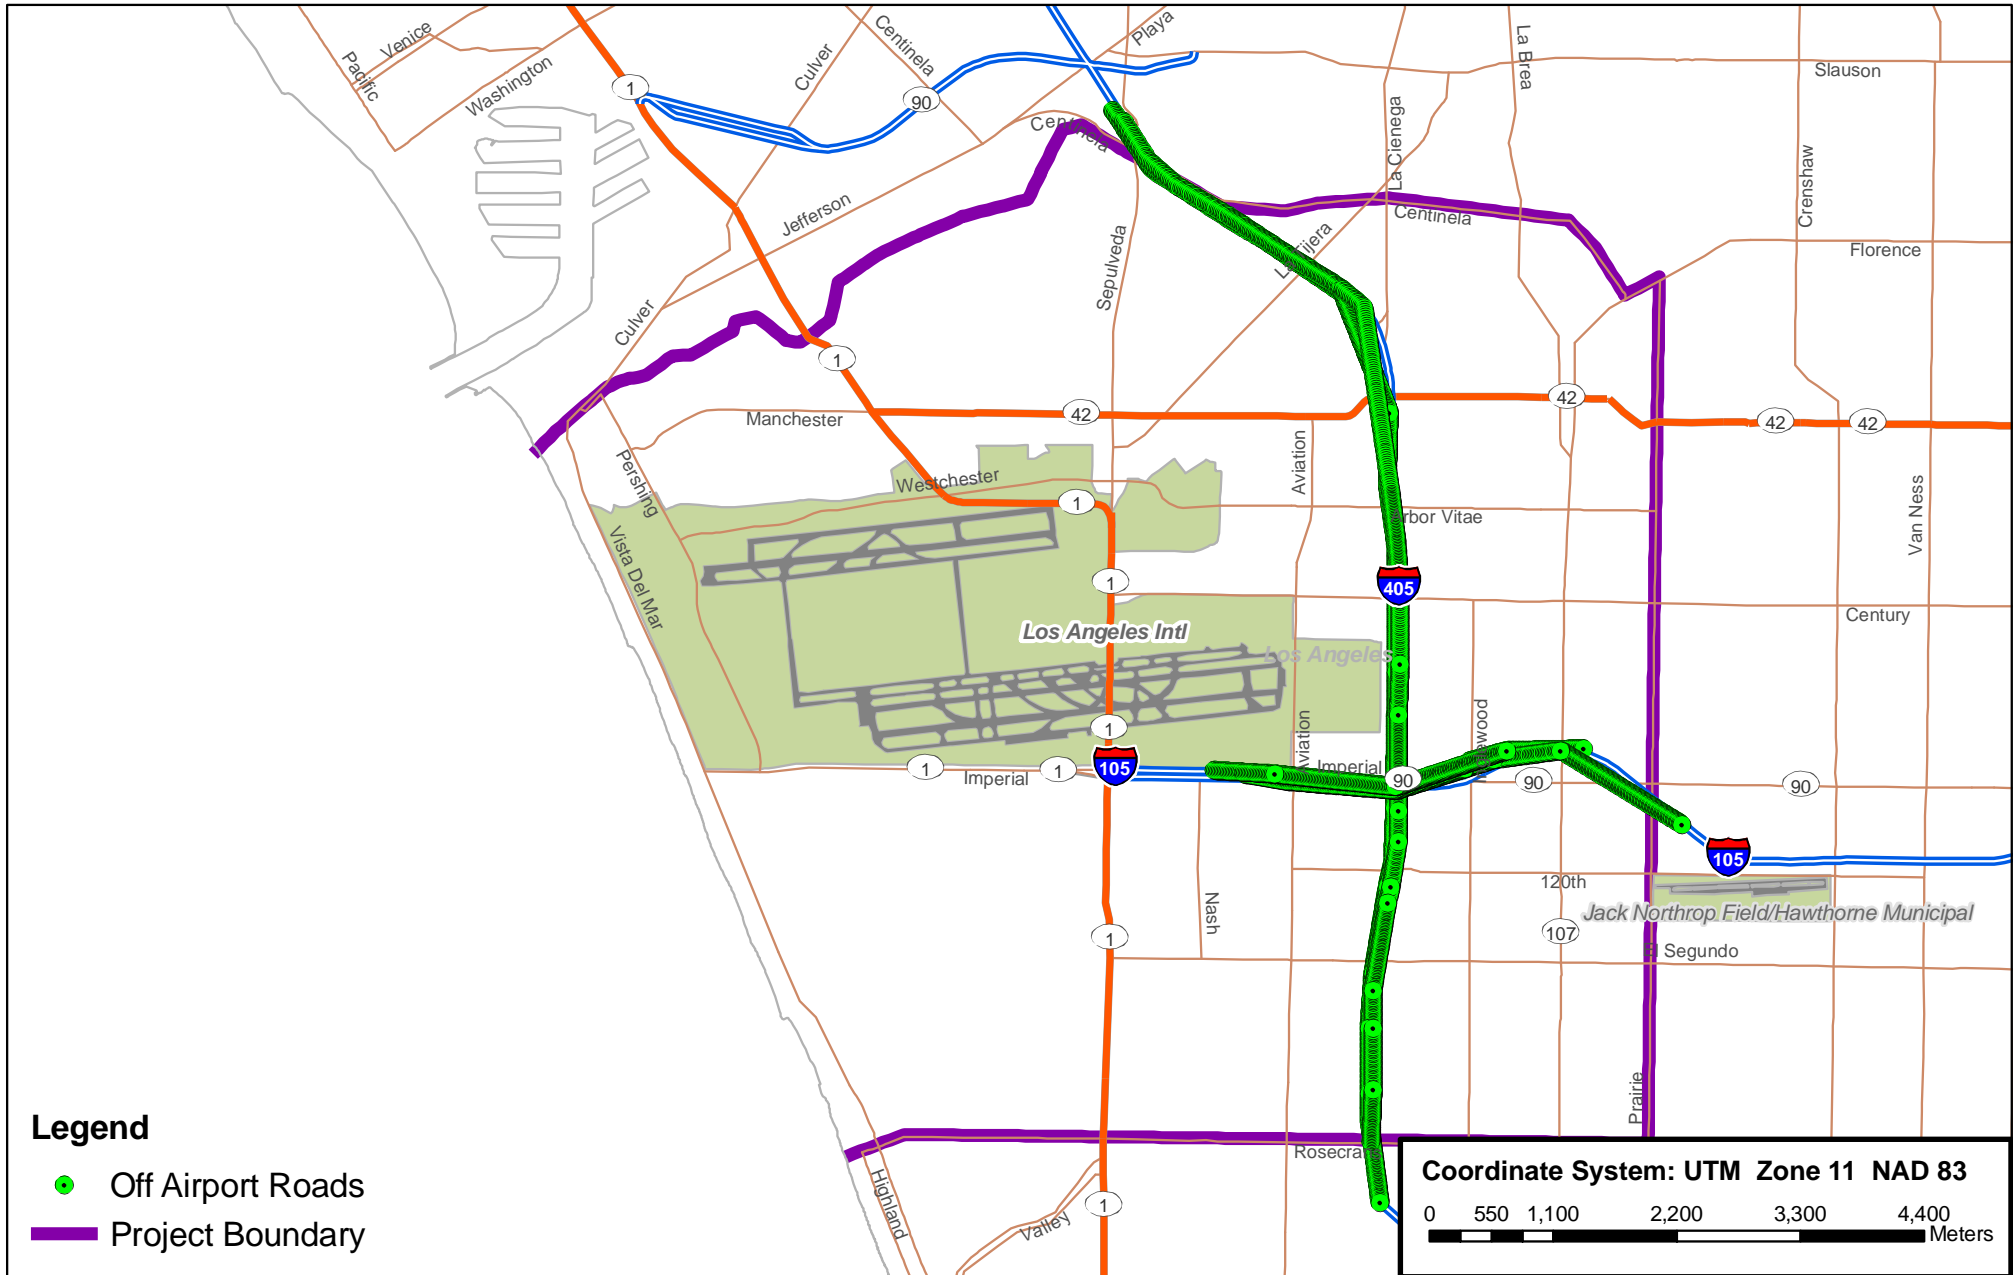 Venice
Pacific
Washington
1
Culver
Centinela
90
Playa
La Brea
Slauson
Centinela
La Cienega
Crenshaw
Jefferson
Centinela
Florence
Sepulveda
La Tijera
Culver
1
Manchester
42
42
42
42
Aviation
Pershing
Westchester
1
rbor Vitae
Van Ness
Vista Del Mar
1
405
Century
Los Angeles Intl
Los Angeles
1
Aviation
1
Imperial
1
105
Imperial
90
90
90
105
120th
Jack Northrop Field/Hawthorne Municipal
Nash
1
107
El Segundo
Prairie
Rosecra
Highland
Valley
1
Legend
Off Airport Roads
Project Boundary
Coordinate System: UTM Zone 11 NAD 83
0 550 1,100 2,200 3,300 4,400
Meters